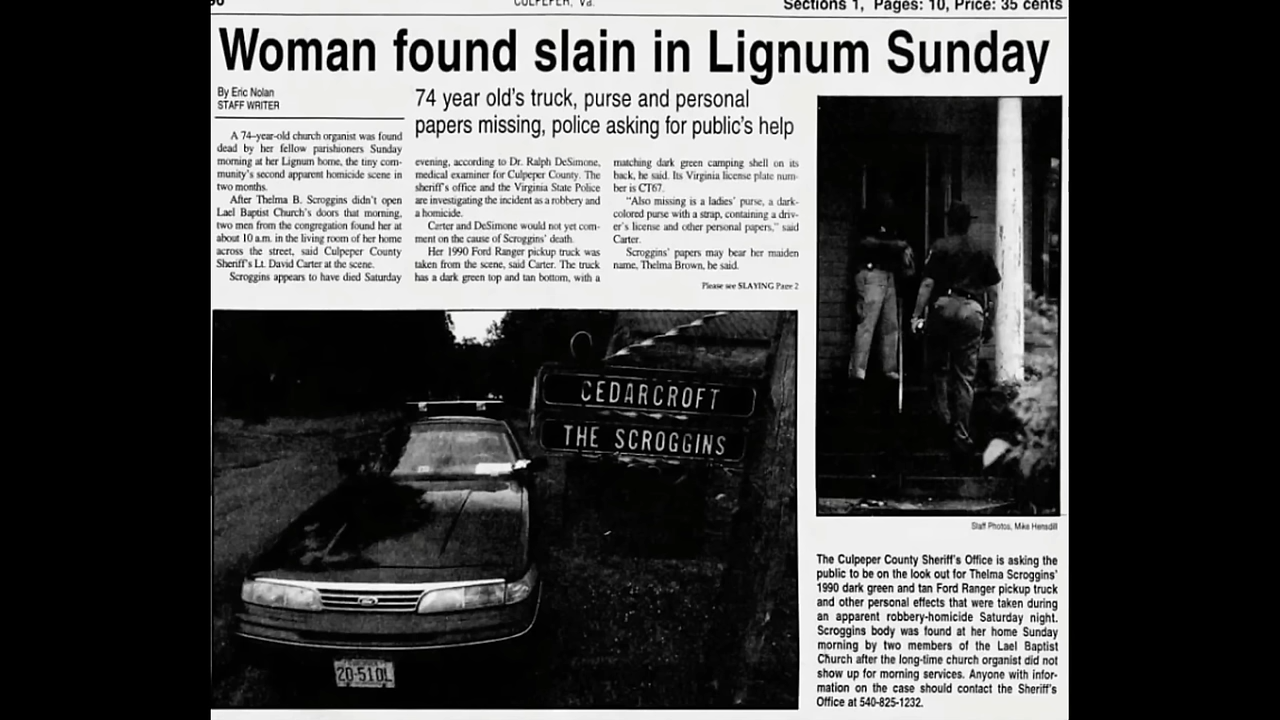 CULPEPER, Va.
Sections 1, Pages: 10, Price: 35 cents
Woman found slain in Lignum Sunday
By Eric Nolan
STAFF WRITER
74 year old's truck, purse and personal
papers missing, police asking for public's help
A 74-year-old church organist was found
dead by her fellow parishioners Sunday
morning at her Lignum home, the tiny com-
munity's second apparent homicide scene in
two months.
After Thelma B. Scroggins didn't open
Lael Baptist Church's doors that morning,
two men from the congregation found her at
about 10 a.m. in the living room of her home
across the street, said Culpeper County
Sheriff's Lt. David Carter at the scene.
Scroggins appears to have died Saturday
evening, according to Dr. Ralph DeSimone,
medical examiner for Culpeper County. The
sheriff's office and the Virginia State Police
are investigating the incident as a robbery and
a homicide.
Carter and DeSimone would not yet com-
ment on the cause of Scroggins' death.
Her 1990 Ford Ranger pickup truck was
taken from the scene, said Carter. The truck
has a dark green top and tan bottom, with a
matching dark green camping shell on its
back, he said. Its Virginia license plate num-
ber is CT67.
"Also missing is a ladies' purse, a dark-
colored purse with a strap, containing a driv-
er's license and other personal papers," said
Carter.
Scroggins' papers may bear her maiden
name, Thelma Brown, he said.
Please see SLAYING Page 2
CEDARCROFT
THE SCROGGINS
Ford
20-510L
Staff Photos, Mike Hensdill
The Culpeper County Sheriff's Office is asking the
public to be on the look out for Thelma Scroggins'
1990 dark green and tan Ford Ranger pickup truck
and other personal effects that were taken during
an apparent robbery-homicide Saturday night.
Scroggins body was found at her home Sunday
morning by two members of the Lael Baptist
Church after the long-time church organist did not
show up for morning services. Anyone with infor-
mation on the case should contact the Sheriff's
Office at 540-825-1232.